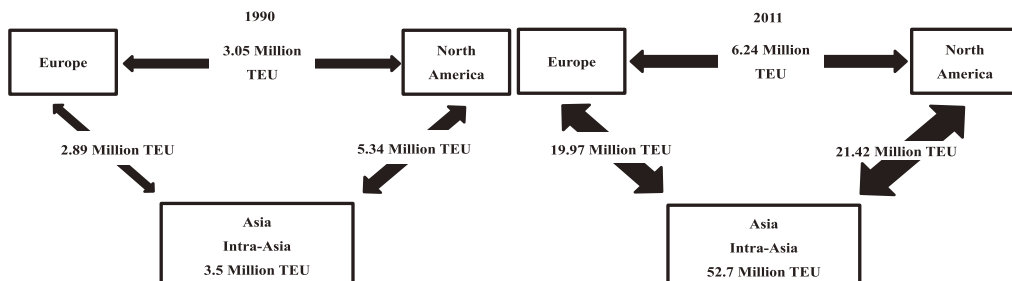 1990
Europe
3.05 Million
TEU
North
America
2.89 Million TEU
5.34 Million TEU
Asia
Intra-Asia
3.5 Million TEU
2011
Europe
6.24 Million
TEU
North
America
19.97 Million TEU
21.42 Million TEU
Asia
Intra-Asia
52.7 Million TEU